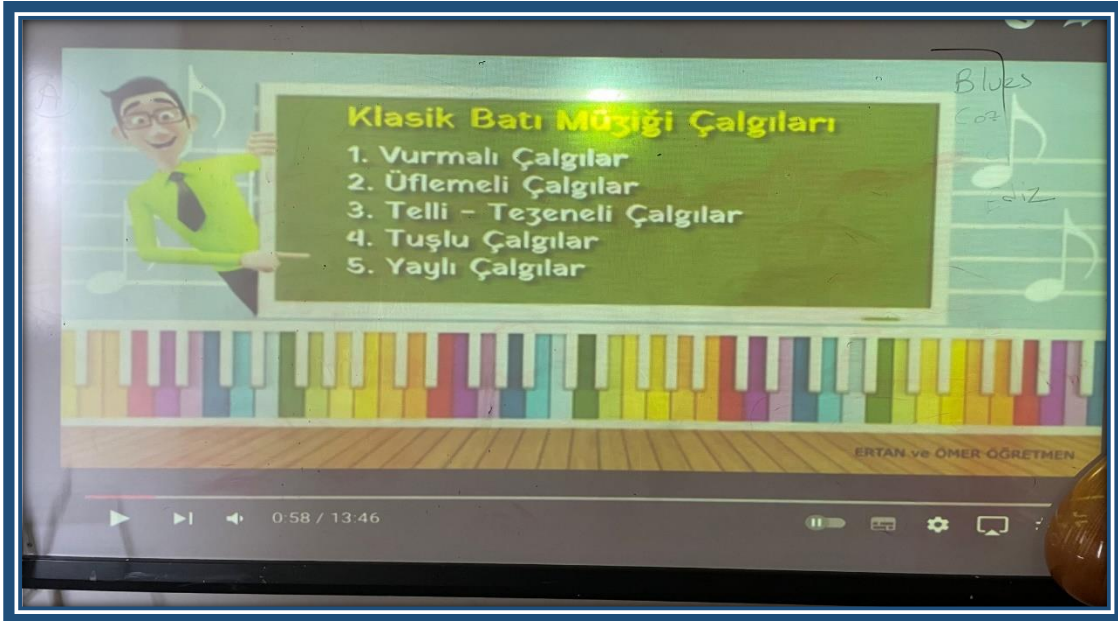 Klasik Batı Müziği Çalgıları
1. Vurmalı Çalgılar
2. Üflemeli Çalgılar
3. Telli - Tezeneli Çalgılar
4. Tuşlu Çalgılar
5. Yaylı Çalgılar
Blues
ERTAN ve ÖMER ÖĞRETMEN
0:58 / 13:46